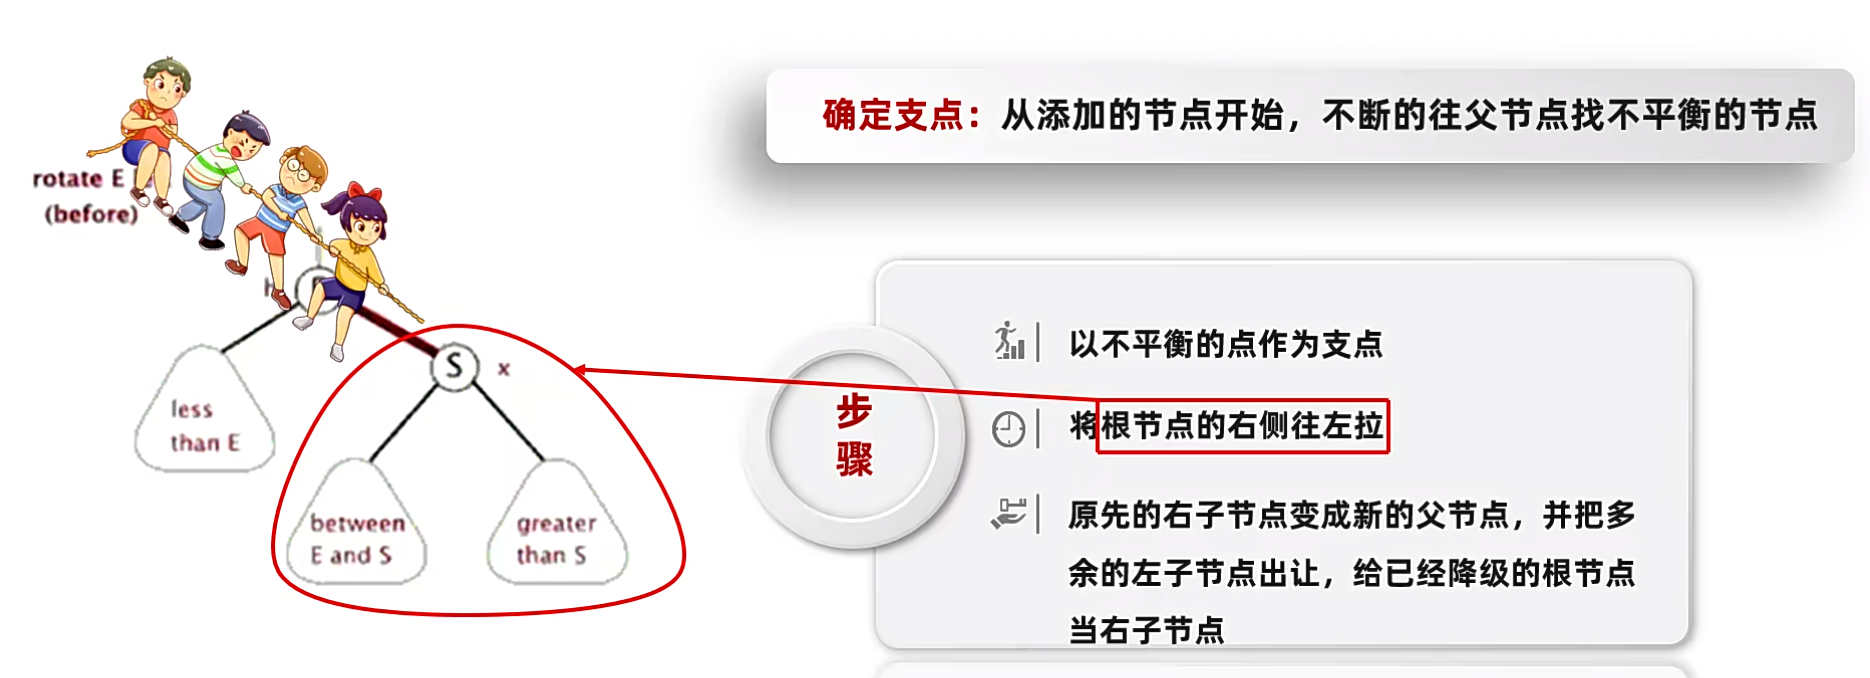 确定支点：从添加的节点开始，不断的往父节点找不平衡的节点
rotate E
(before)
h
S
x
less
than E
between
E and S
greater
than S
步
骤
以不平衡的点作为支点
将根节点的右侧往左拉
原先的右子节点变成新的父节点，并把多
余的左子节点出让，给已经降级的根节点
当右子节点